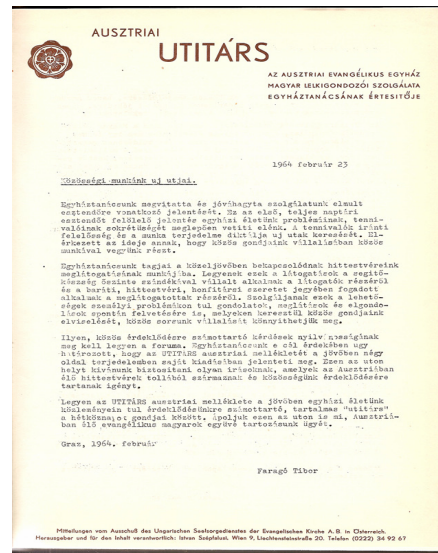 AUSZTRIAI
UTITÁRS
AZ AUSZTRIAI EVANGÉLIKUS EGYHÁZ
MAGYAR LELKIGONDOZÓI SZOLGÁLATA
EGYHÁZTANÁCSÁNAK ÉRTESITŐJE
1964 február 23
Közösségi munkánk uj utjai.
Egyháztanácsunk megvitatta és jóváhagyta szolgálatunk elmult
esztendőre vonatkozó jelentését. Ez az első, teljes naptári
esztendőt felölelő jelentés egyházi életünk problémáinak, tenni-
valóinak sokrétüségét meglepően vetiti elénk. A tennivalók iránti
felelősség és a munka terjedelme diktálja uj utak keresését. El-
érkezett az ideje annak, hogy közös gondjaink vállalásában közös
munkával vegyünk részt.
Egyháztanácsunk tagjai a közeljövőben bekapcsolódnak hittestvéreink
meglátogatásának munkájába. Legyenek ezek a látogatások a segitő-
készség őszinte szándékával vállalt alkalmak a látogatók részéről
és a baráti, hittestvéri, honfitársi szeretet jegyében fogadott
alkalmak a meglátogatottak részéről. Szolgáljanak ezek a lehető-
ségek személyi problémákon tul gondolatok, meglátások és elgondo-
lások spontán felvetésére is, melyeken keresztül közös gondjaink
elviselését, közös sorsunk vállalását könnyithetjük meg.
Ilyen, közös érdeklődésre számottartó kérdések nyilvánosságának
meg kell legyen a foruma. Egyháztanácsunk e cél érdekében ugy
határozott, hogy az UTITÁRS ausztriai mellékletét a jövőben négy
oldal terjedelemben saját kiadásában jelenteti meg. Ezen az uton
helyt kivánunk biztositani olyan irásoknak, amelyek az Ausztriában
élő hittestvérek tollából származnak és közösségünk érdeklődésére
tartanak igényt.
Legyen az UTITÁRS ausztriai melléklete a jövőben egyházi életünk
közleményein tul érdeklődésünkre számottartó, tartalmas "utitárs"
a hétköznapok gondjai között. Ápoljuk ezen az uton is mi, Ausztriá-
ban élő evangélikus magyarok együvé tartozásunk ügyét.
Graz, 1964. február
Faragó Tibor
Mitteilungen vom Ausschuß des Ungarischen Seelsorgedienstes der Evangelischen Kirche A. B. in Österreich.
Herausgeber und für den Inhalt verantwortlich: István Szépfalusi, Wien 9, Liechtensteinstraße 20. Telefon (0222) 34 92 67